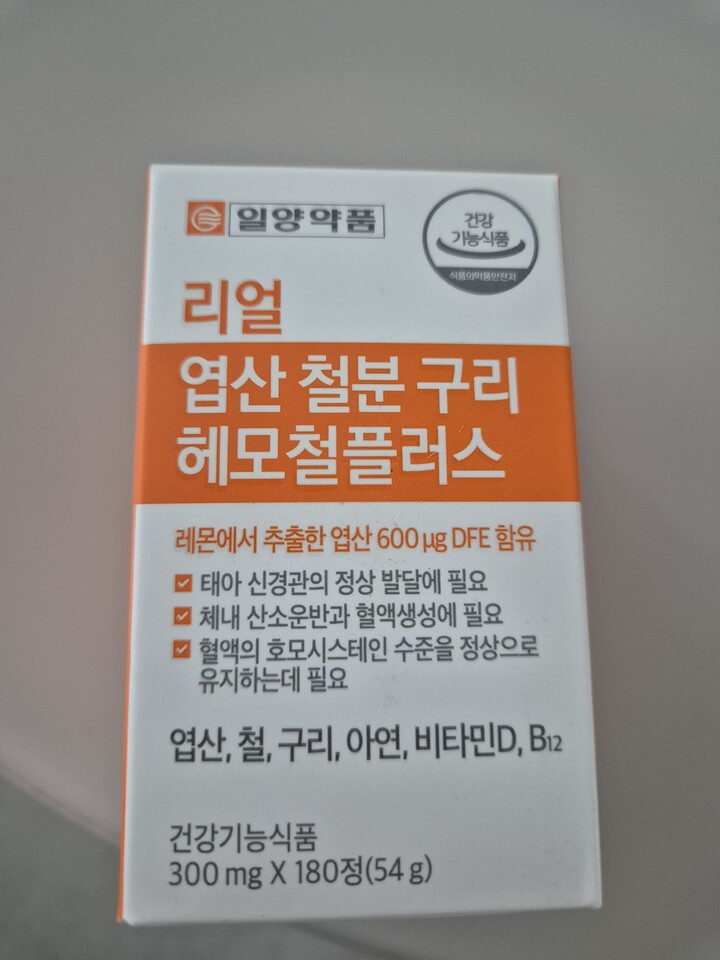 일양약품
건강
기능식품
식품의약품안전처
리얼
엽산 철분 구리
헤모철플러스
레몬에서 추출한 엽산 600 μg DFE 함유
태아 신경관의 정상 발달에 필요
체내 산소운반과 혈액생성에 필요
혈액의 호모시스테인 수준을 정상으로
유지하는데 필요
엽산, 철, 구리, 아연, 비타민D, B12
건강기능식품
300 mg X 180정(54 g)